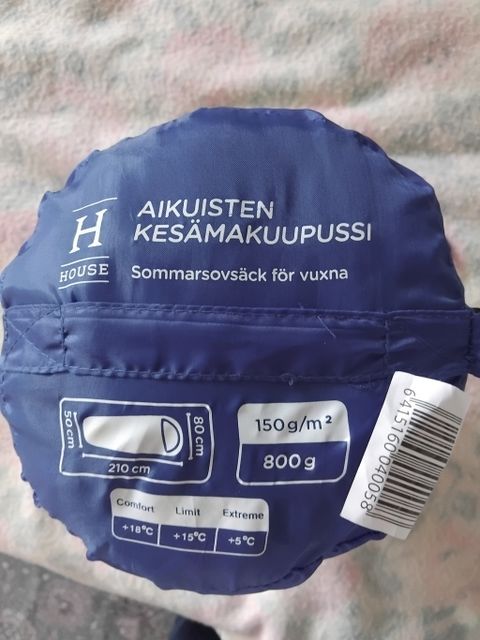 H
HOUSE
AIKUISTEN
KESÄMAKUUPUSSI
Sommarsovsäck för vuxna
50 cm
80 cm
210 cm
150 g/m²
800 g
Comfort Limit Extreme
+18°C +15°C +5°C
6415160040058